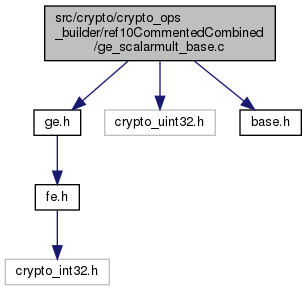 src/crypto/crypto_ops
_builder/ref10CommentedCombined
/ge_scalarmult_base.c
ge.h
crypto_uint32.h
base.h
fe.h
crypto_int32.h